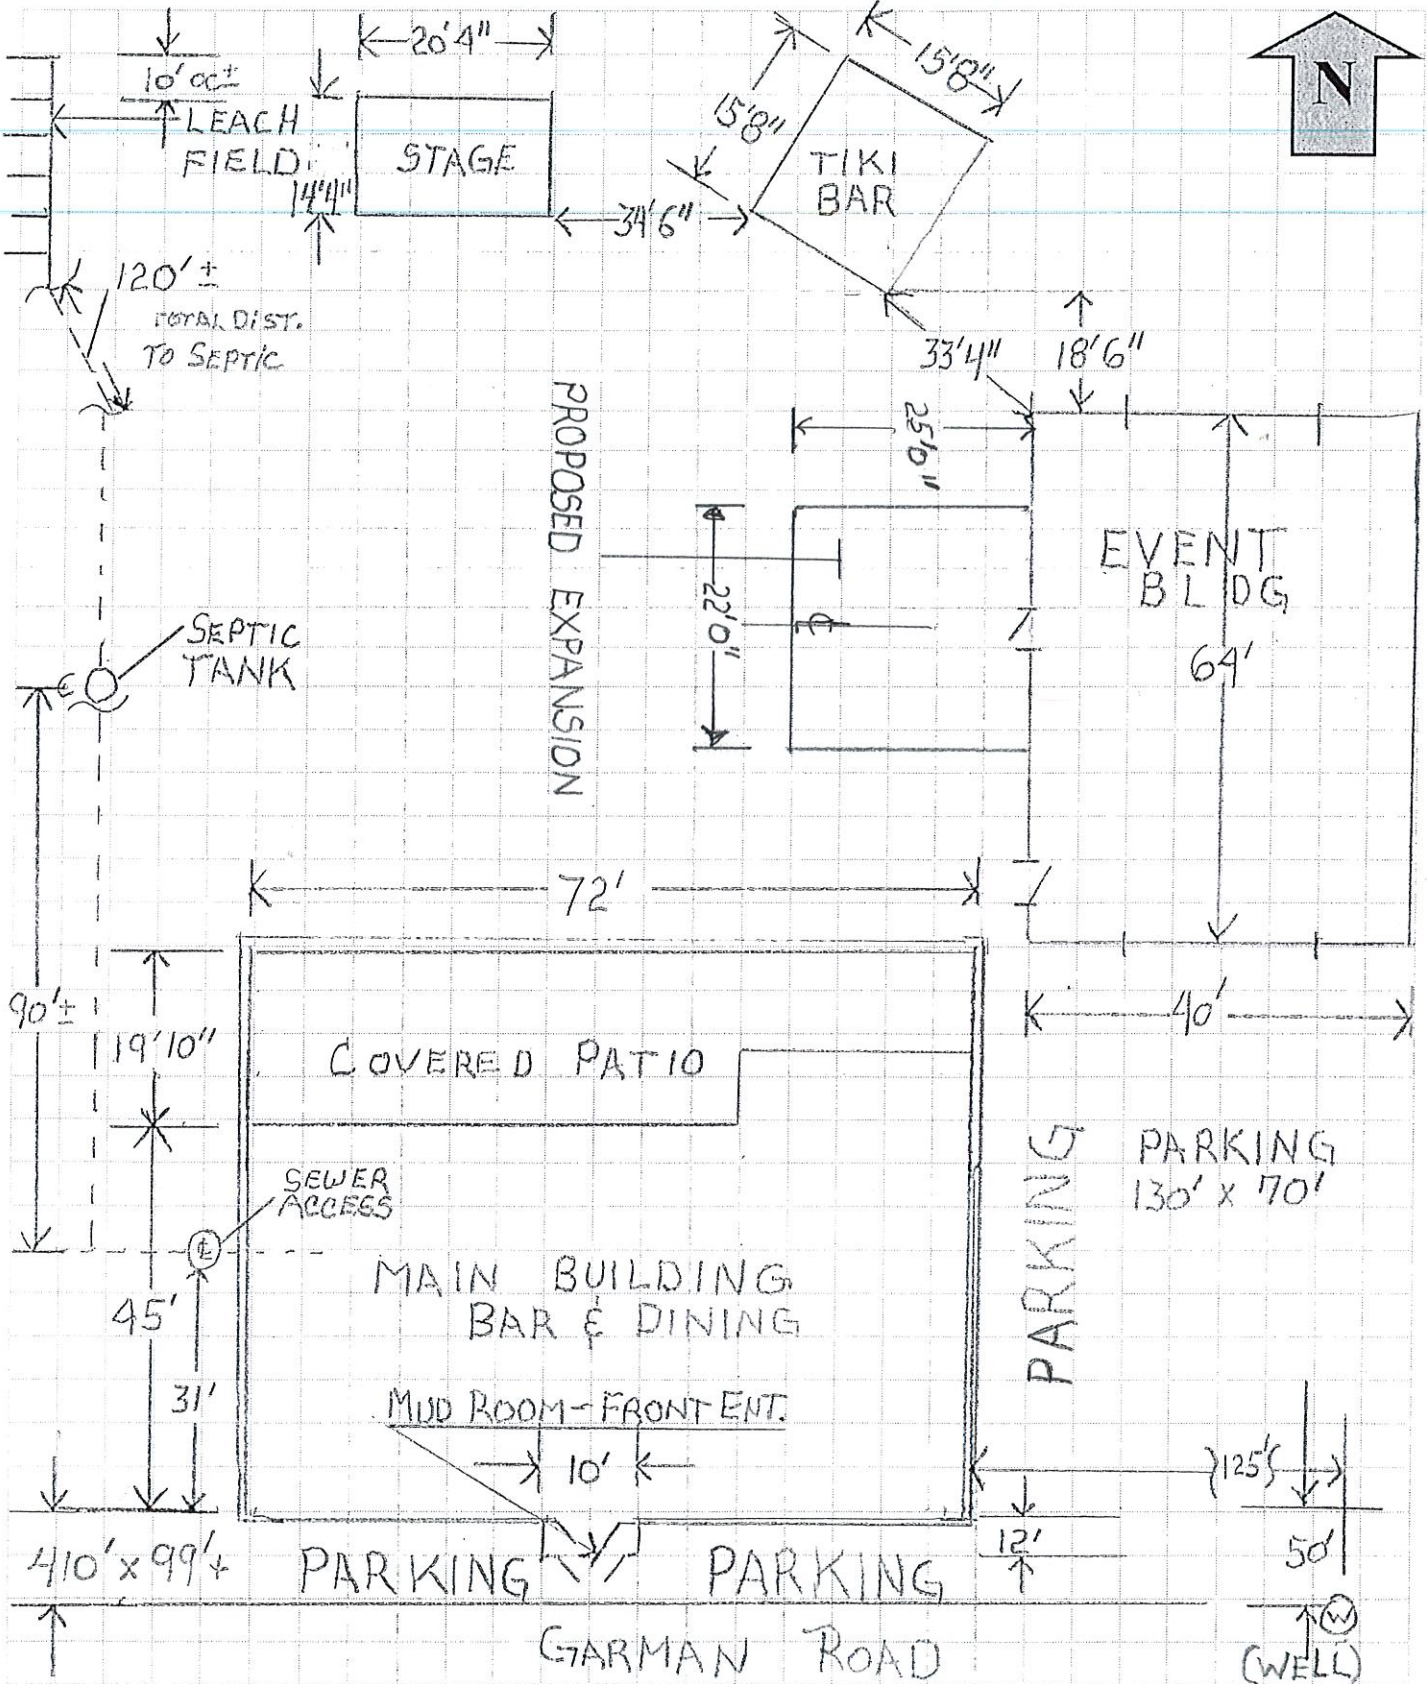 20'4"
15'8"
N
10' OC±
LEACH
FIELD
STAGE
14'4"
34'6"
15'8"
TIKI
BAR
120' ±
TOTAL DIST.
TO SEPTIC
33'4"
18'6"
25'0"
PROPOSED EXPANSION
22'0"
EVENT
BLDG
64'
SEPTIC
TANK
72'
90'±
19'10"
COVERED PATIO
40'
SEWER
ACCESS
PARKING
PARKING
130' x 70'
MAIN BUILDING
BAR & DINING
45'
31'
MUD ROOM-FRONT ENT.
10'
125'
12'
50'
410' x 99'±
PARKING
PARKING
W
GARMAN ROAD
(WELL)